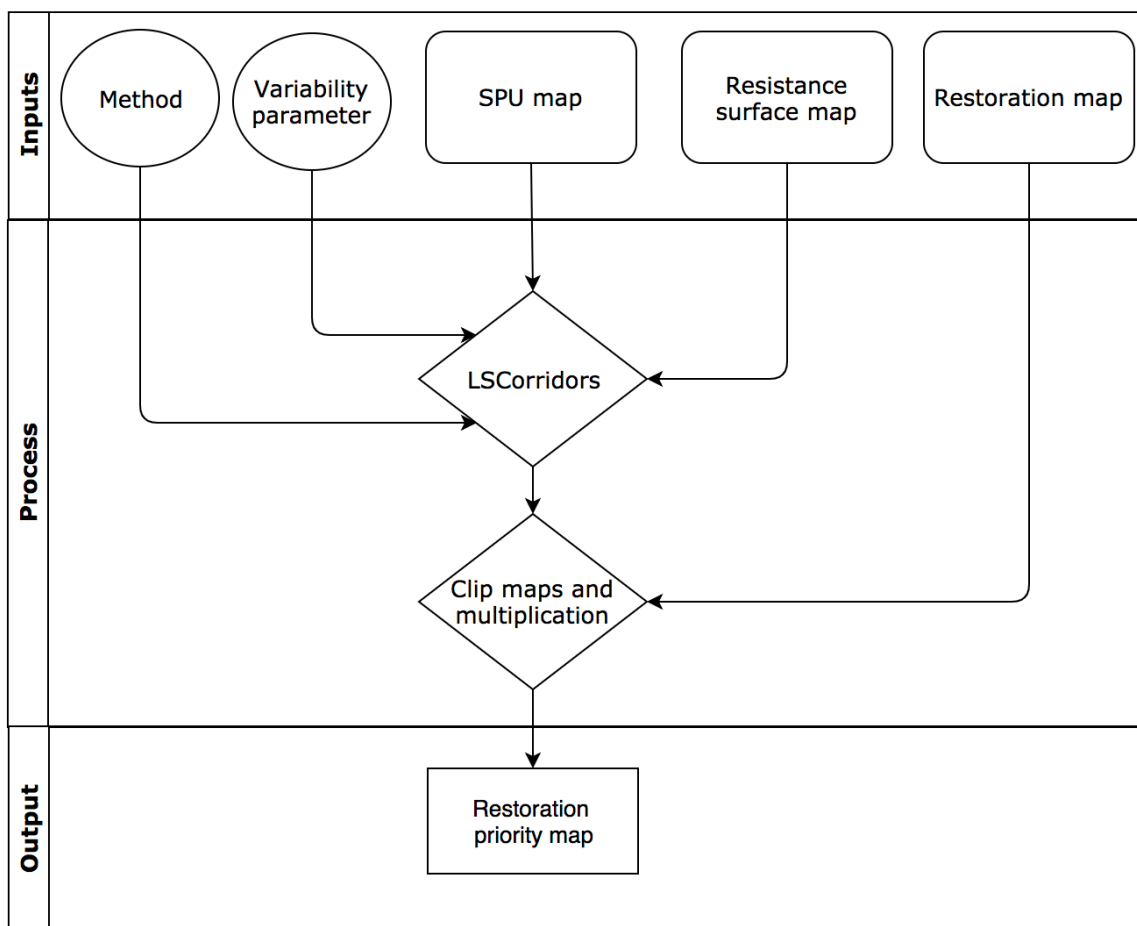 Inputs
Method
Variability
parameter
SPU map
Resistance
surface map
Restoration map
Process
LSCorridors
Clip maps and
multiplication
Output
Restoration
priority map